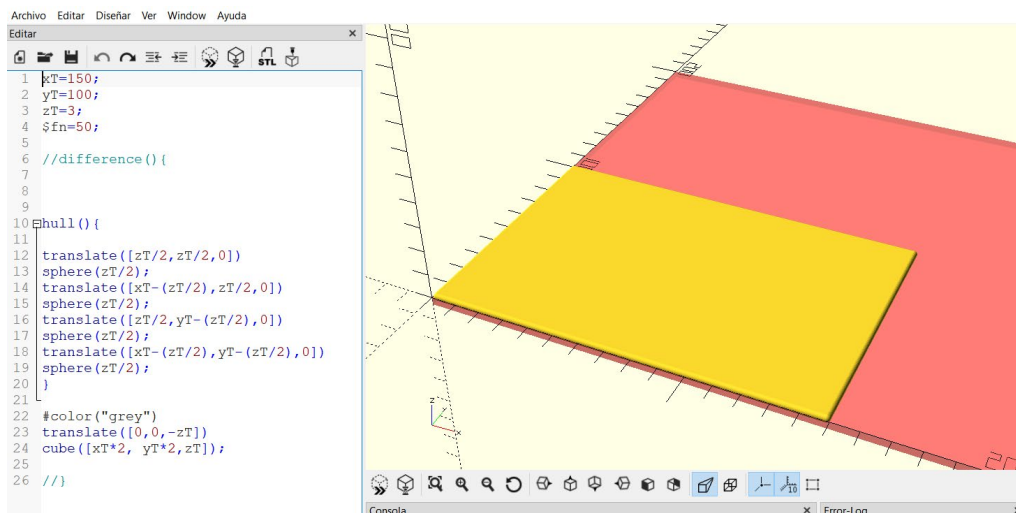 Archivo Editar Diseñar Ver Window Ayuda
Editar
STL
1 xT=150;
2 yT=100;
3 zT=3;
4 $fn=50;
5
6 //difference(){
7
8
9
10 hull(){
11
12 translate([zT/2,zT/2,0])
13 sphere(zT/2);
14 translate([xT-(zT/2),zT/2,0])
15 sphere(zT/2);
16 translate([zT/2,yT-(zT/2),0])
17 sphere(zT/2);
18 translate([xT-(zT/2),yT-(zT/2),0])
19 sphere(zT/2);
20 }
21
22 #color("grey")
23 translate([0,0,-zT])
24 cube([xT*2, yT*2,zT]);
25
26 //}
z
x
10
Consola
Error-Log